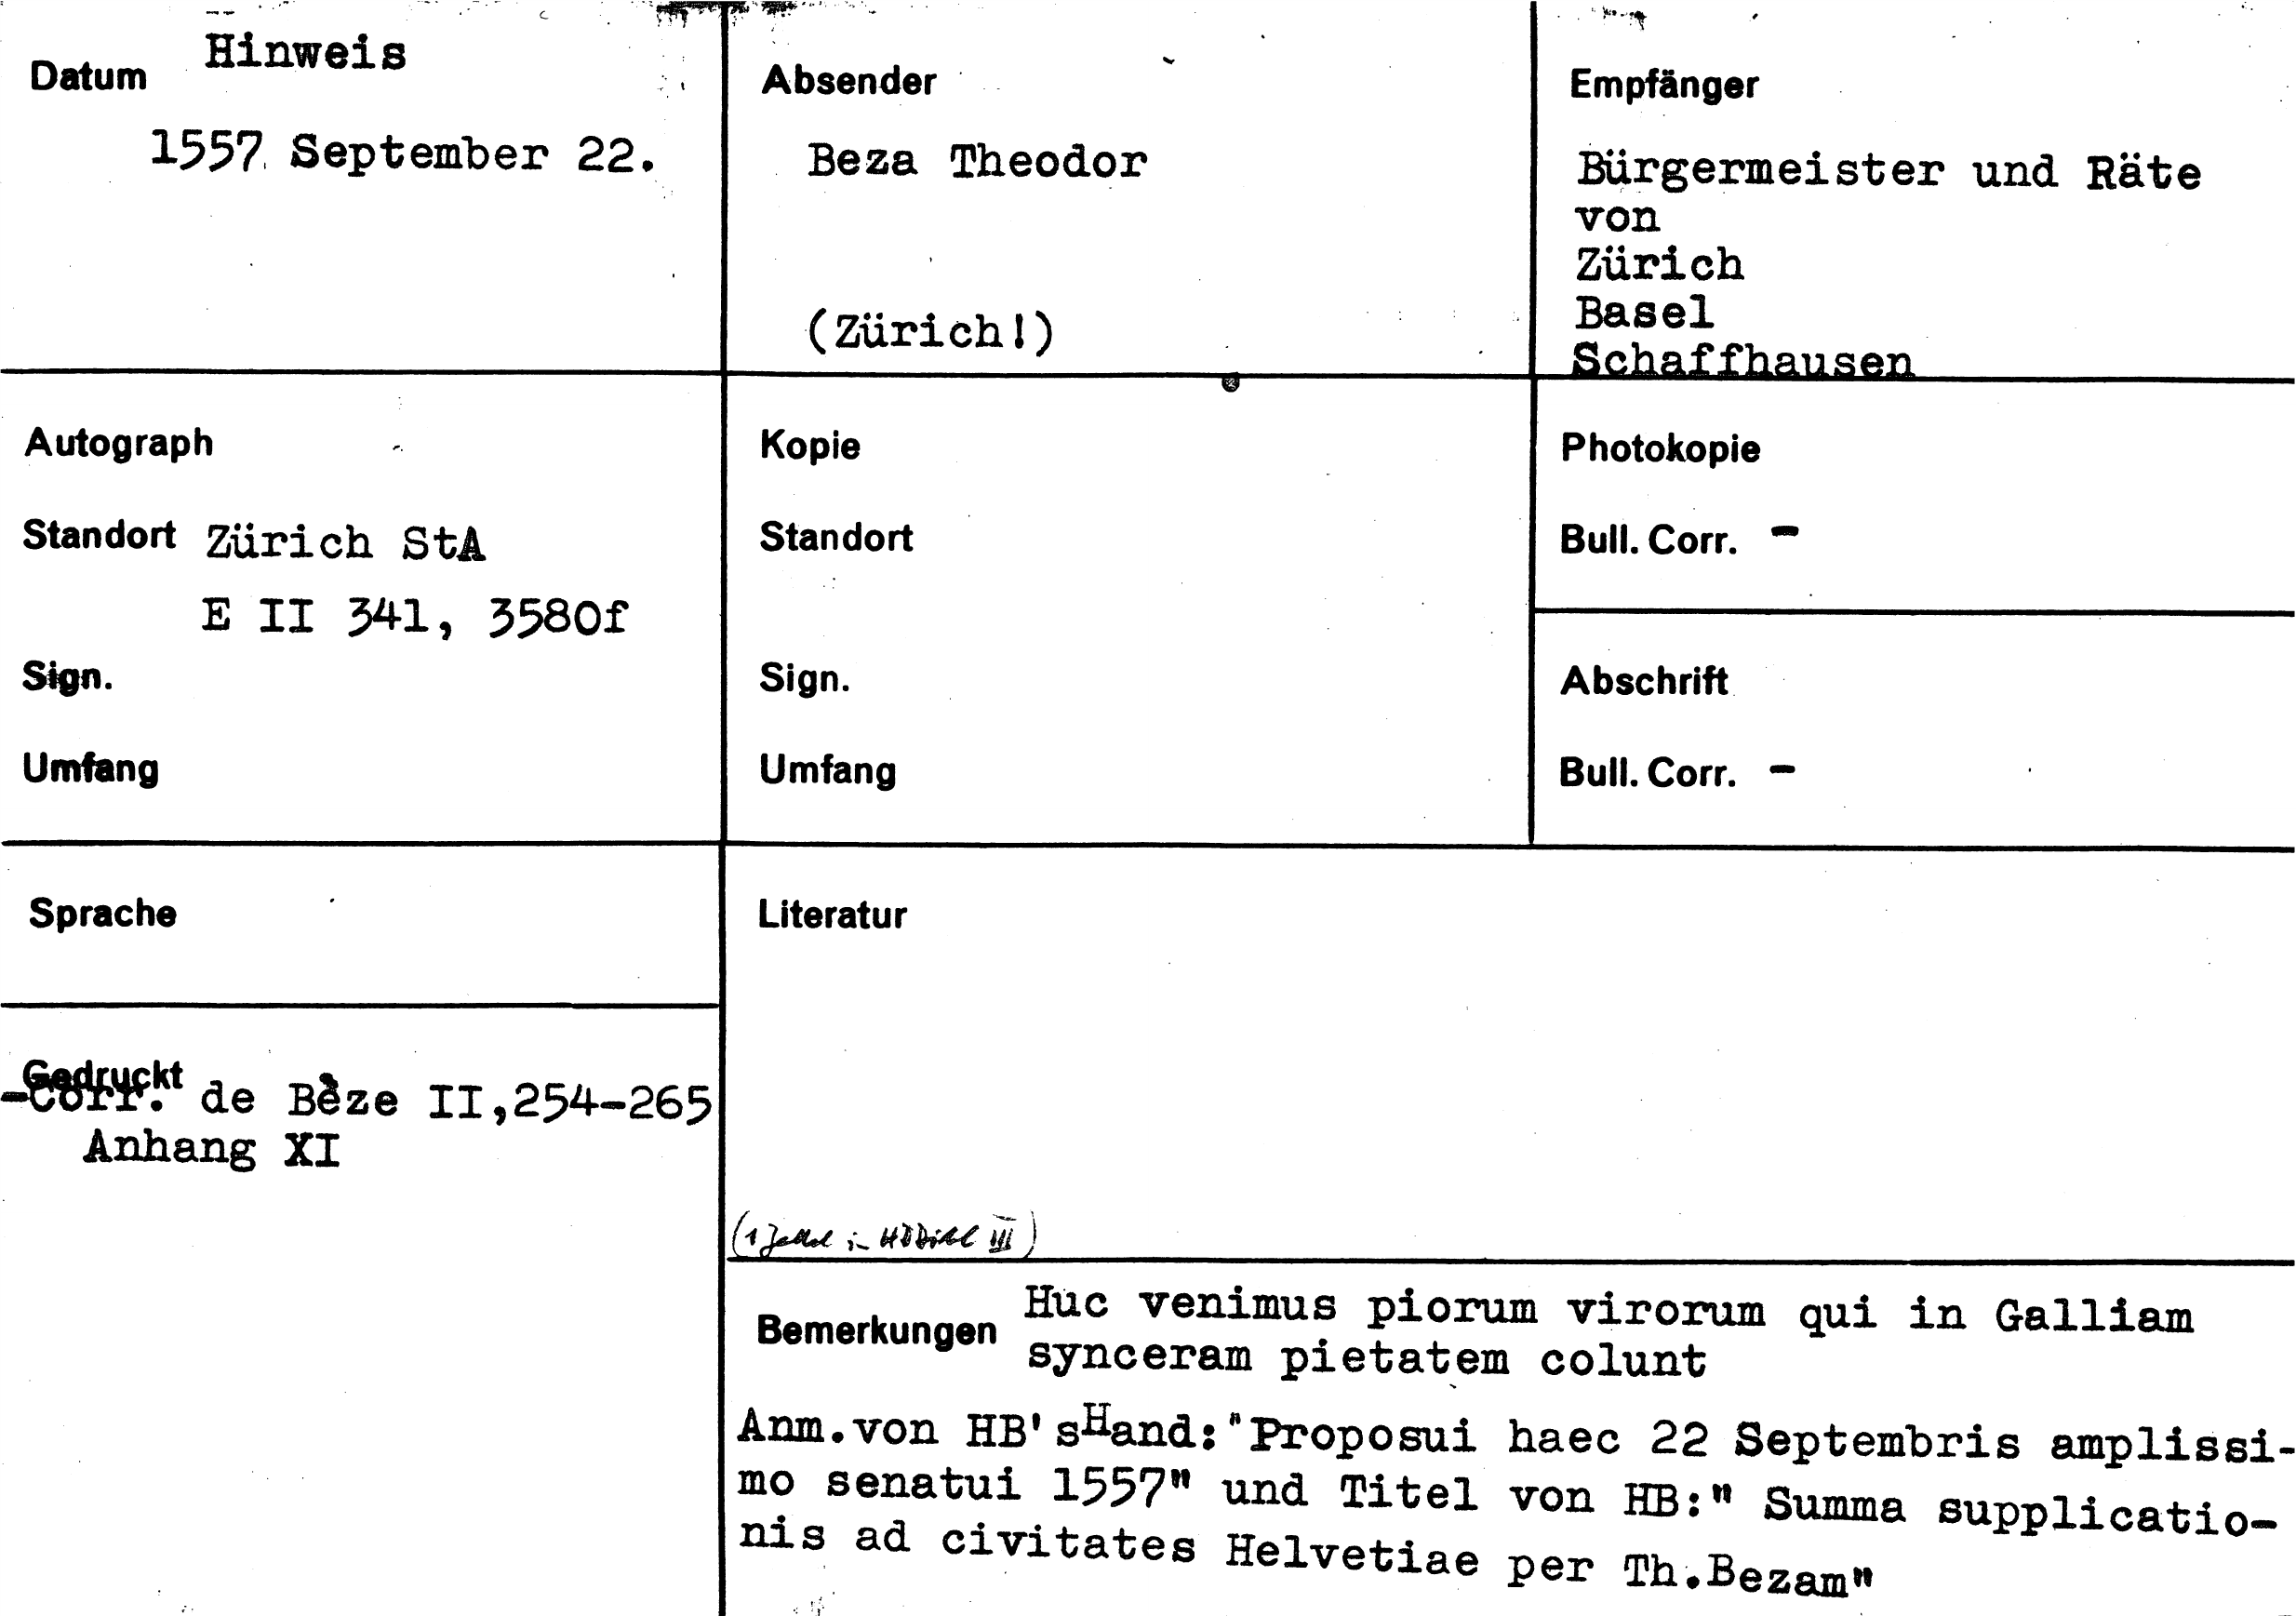 Hinweis
Datum
1557 September 22.
Absender
Beza Theodor
(Zürich!)
Empfänger
Bürgermeister und Räte
von
Zürich
Basel
Schaffhausen
Autograph
Standort Zürich StA
E II 341, 3580f
Sign.
Umfang
Kopie
Standort
Sign.
Umfang
Photokopie
Bull. Corr. -
Abschrift
Bull. Corr. -
Sprache
Gedruckt
-Corr. de Bèze II,254-265
Anhang XI
Literatur
(1 Zettel in III)
Bemerkungen
Huc venimus piorum virorum qui in Galliam
synceram pietatem colunt
Anm.von HB'sHand:"Proposui haec 22 Septembris amplissi-
mo senatui 1557" und Titel von HB:" Summa supplicatio-
nis ad civitates Helvetiae per Th.Bezam"